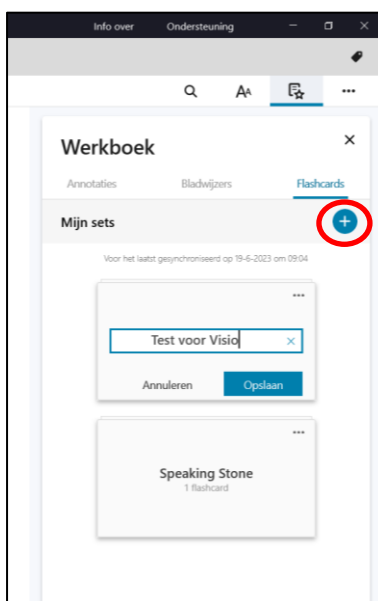 Info over Ondersteuning
AA
Werkboek
Annotaties Bladwijzers Flashcards
Mijn sets
Voor het laatst gesynchroniseerd op 19-6-2023 om 09:04
Test voor Visio
Annuleren Opslaan
Speaking Stone
1 flashcard